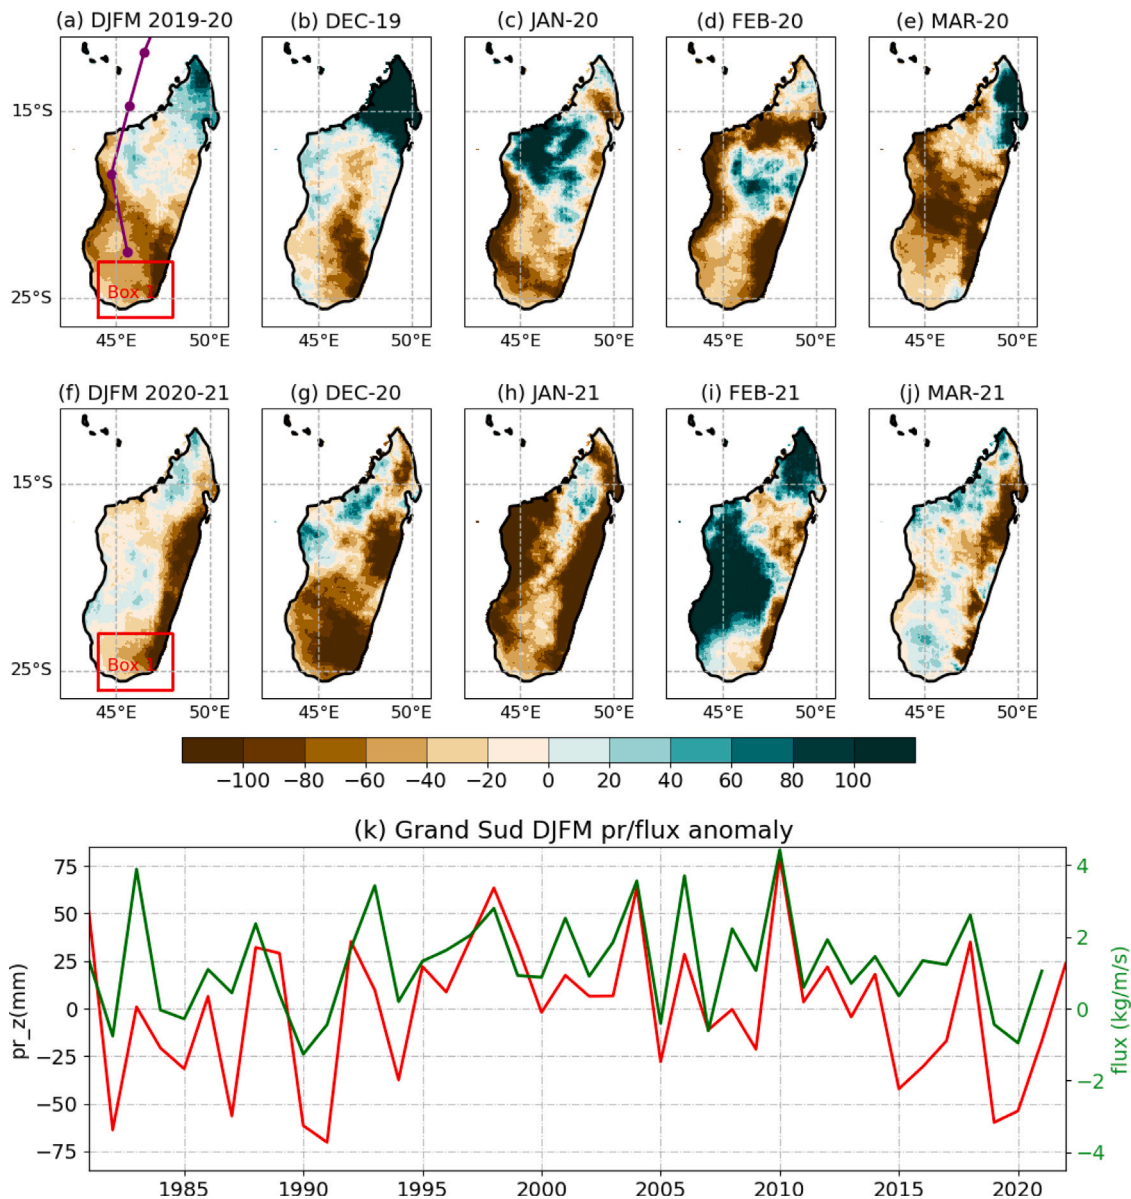 (a) DJFM 2019-20 (b) DEC-19 (c) JAN-20 (d) FEB-20 (e) MAR-20
15°S
Box 1
25°S
45°E 50°E 45°E 50°E 45°E 50°E 45°E 50°E 45°E 50°E
(f) DJFM 2020-21 (g) DEC-20 (h) JAN-21 (i) FEB-21 (j) MAR-21
15°S
Box 1
25°S
45°E 50°E 45°E 50°E 45°E 50°E 45°E 50°E 45°E 50°E
−100 −80 −60 −40 −20 0 20 40 60 80 100
(k) Grand Sud DJFM pr/flux anomaly
75 4
50 2
25 0
0 −2
−25 −4
−50
−75
pr_z(mm)
flux (kg/m/s)
1985 1990 1995 2000 2005 2010 2015 2020